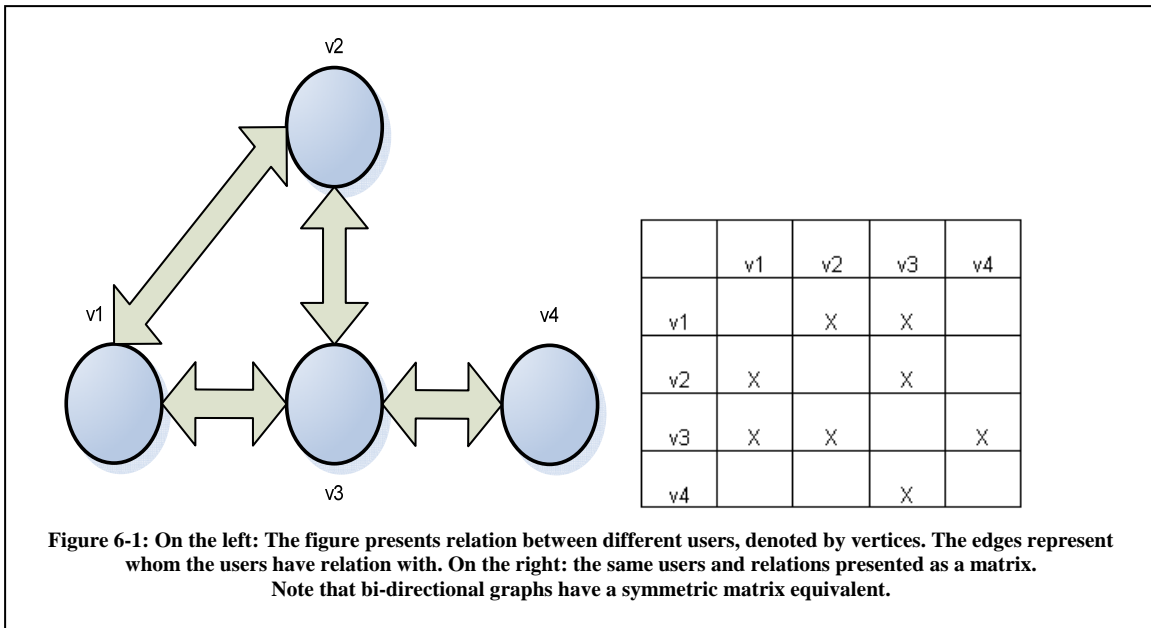 v2
v1
v4
v3
v1 v2 v3 v4
v1 X X
v2 X X
v3 X X X
v4 X
Figure 6-1: On the left: The figure presents relation between different users, denoted by vertices. The edges represent
whom the users have relation with. On the right: the same users and relations presented as a matrix.
Note that bi-directional graphs have a symmetric matrix equivalent.